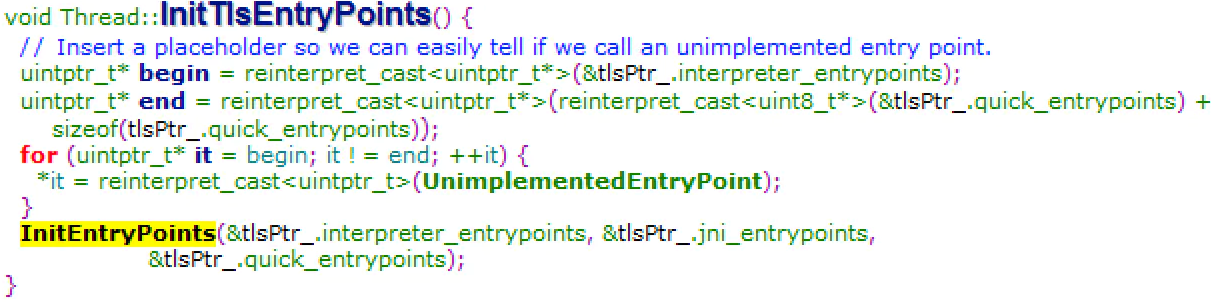 void Thread::InitTlsEntryPoints() {
// Insert a placeholder so we can easily tell if we call an unimplemented entry point.
uintptr_t* begin = reinterpret_cast<uintptr_t*>(&tlsPtr_.interpreter_entrypoints);
uintptr_t* end = reinterpret_cast<uintptr_t*>(reinterpret_cast<uint8_t*>(&tlsPtr_.quick_entrypoints) +
sizeof(tlsPtr_.quick_entrypoints));
for (uintptr_t* it = begin; it != end; ++it) {
*it = reinterpret_cast<uintptr_t>(UnimplementedEntryPoint);
}
InitEntryPoints(&tlsPtr_.interpreter_entrypoints, &tlsPtr_.jni_entrypoints,
&tlsPtr_.quick_entrypoints);
}